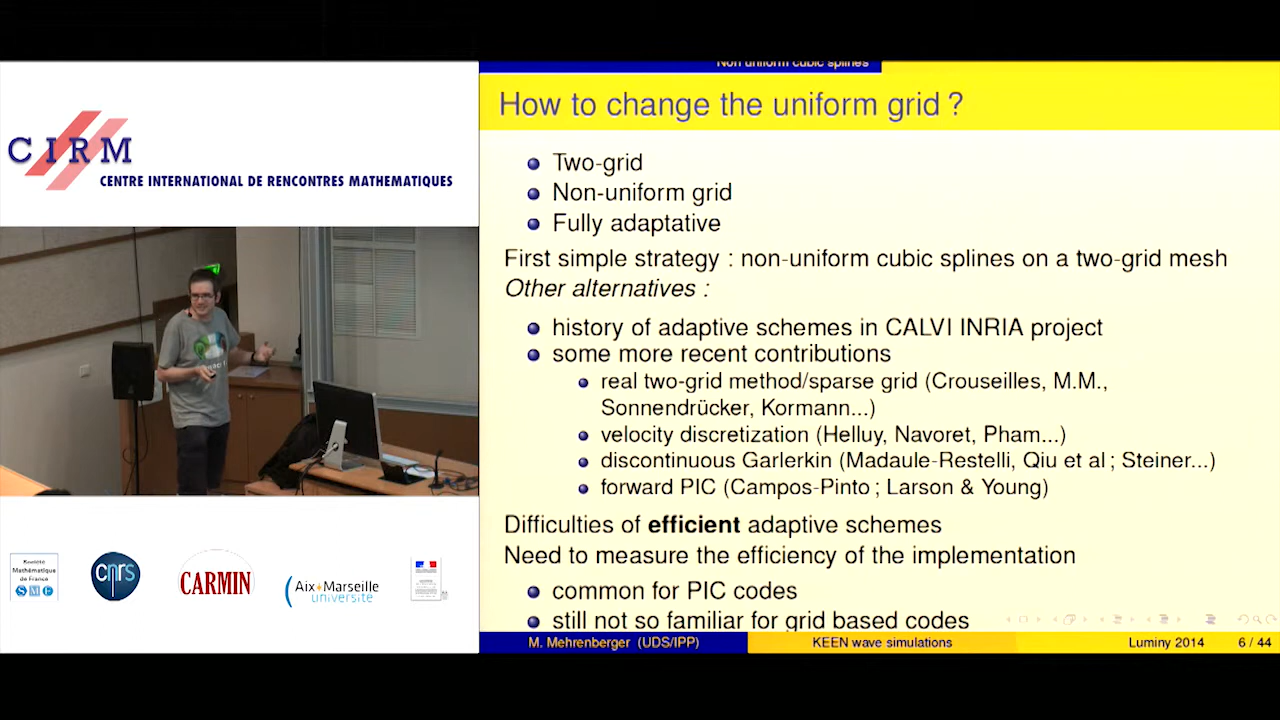 Non uniform cubic splines
How to change the uniform grid ?
CIRM
CENTRE INTERNATIONAL DE RENCONTRES MATHEMATIQUES
Two-grid
Non-uniform grid
Fully adaptative
First simple strategy : non-uniform cubic splines on a two-grid mesh
Other alternatives :
history of adaptive schemes in CALVI INRIA project
some more recent contributions
real two-grid method/sparse grid (Crouseilles, M.M.,
Sonnendrücker, Kormann...)
velocity discretization (Helluy, Navoret, Pham...)
discontinuous Garlerkin (Madaule-Restelli, Qiu et al ; Steiner...)
forward PIC (Campos-Pinto ; Larson & Young)
Difficulties of efficient adaptive schemes
Need to measure the efficiency of the implementation
common for PIC codes
still not so familiar for grid based codes
M. Mehrenberger (UDS/IPP)
KEEN wave simulations
Luminy 2014
6 / 44
Société
Mathématique
de France
SMF
cnrs
CARMIN
Aix*Marseille
université